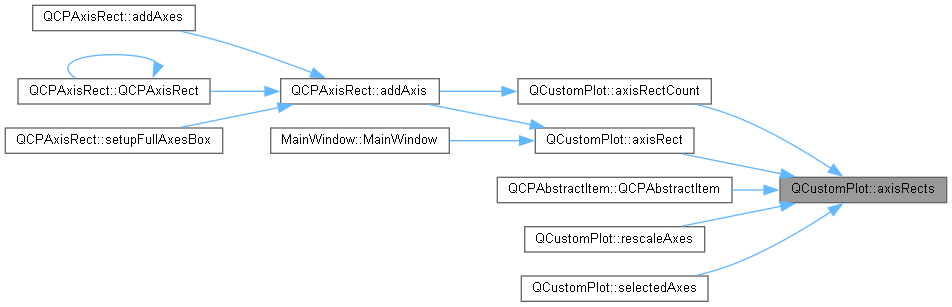 QCPAxisRect::addAxes
QCPAxisRect::QCPAxisRect
QCPAxisRect::addAxis
QCustomPlot::axisRectCount
QCPAxisRect::setupFullAxesBox
MainWindow::MainWindow
QCustomPlot::axisRect
QCPAbstractItem::QCPAbstractItem
QCustomPlot::axisRects
QCustomPlot::rescaleAxes
QCustomPlot::selectedAxes